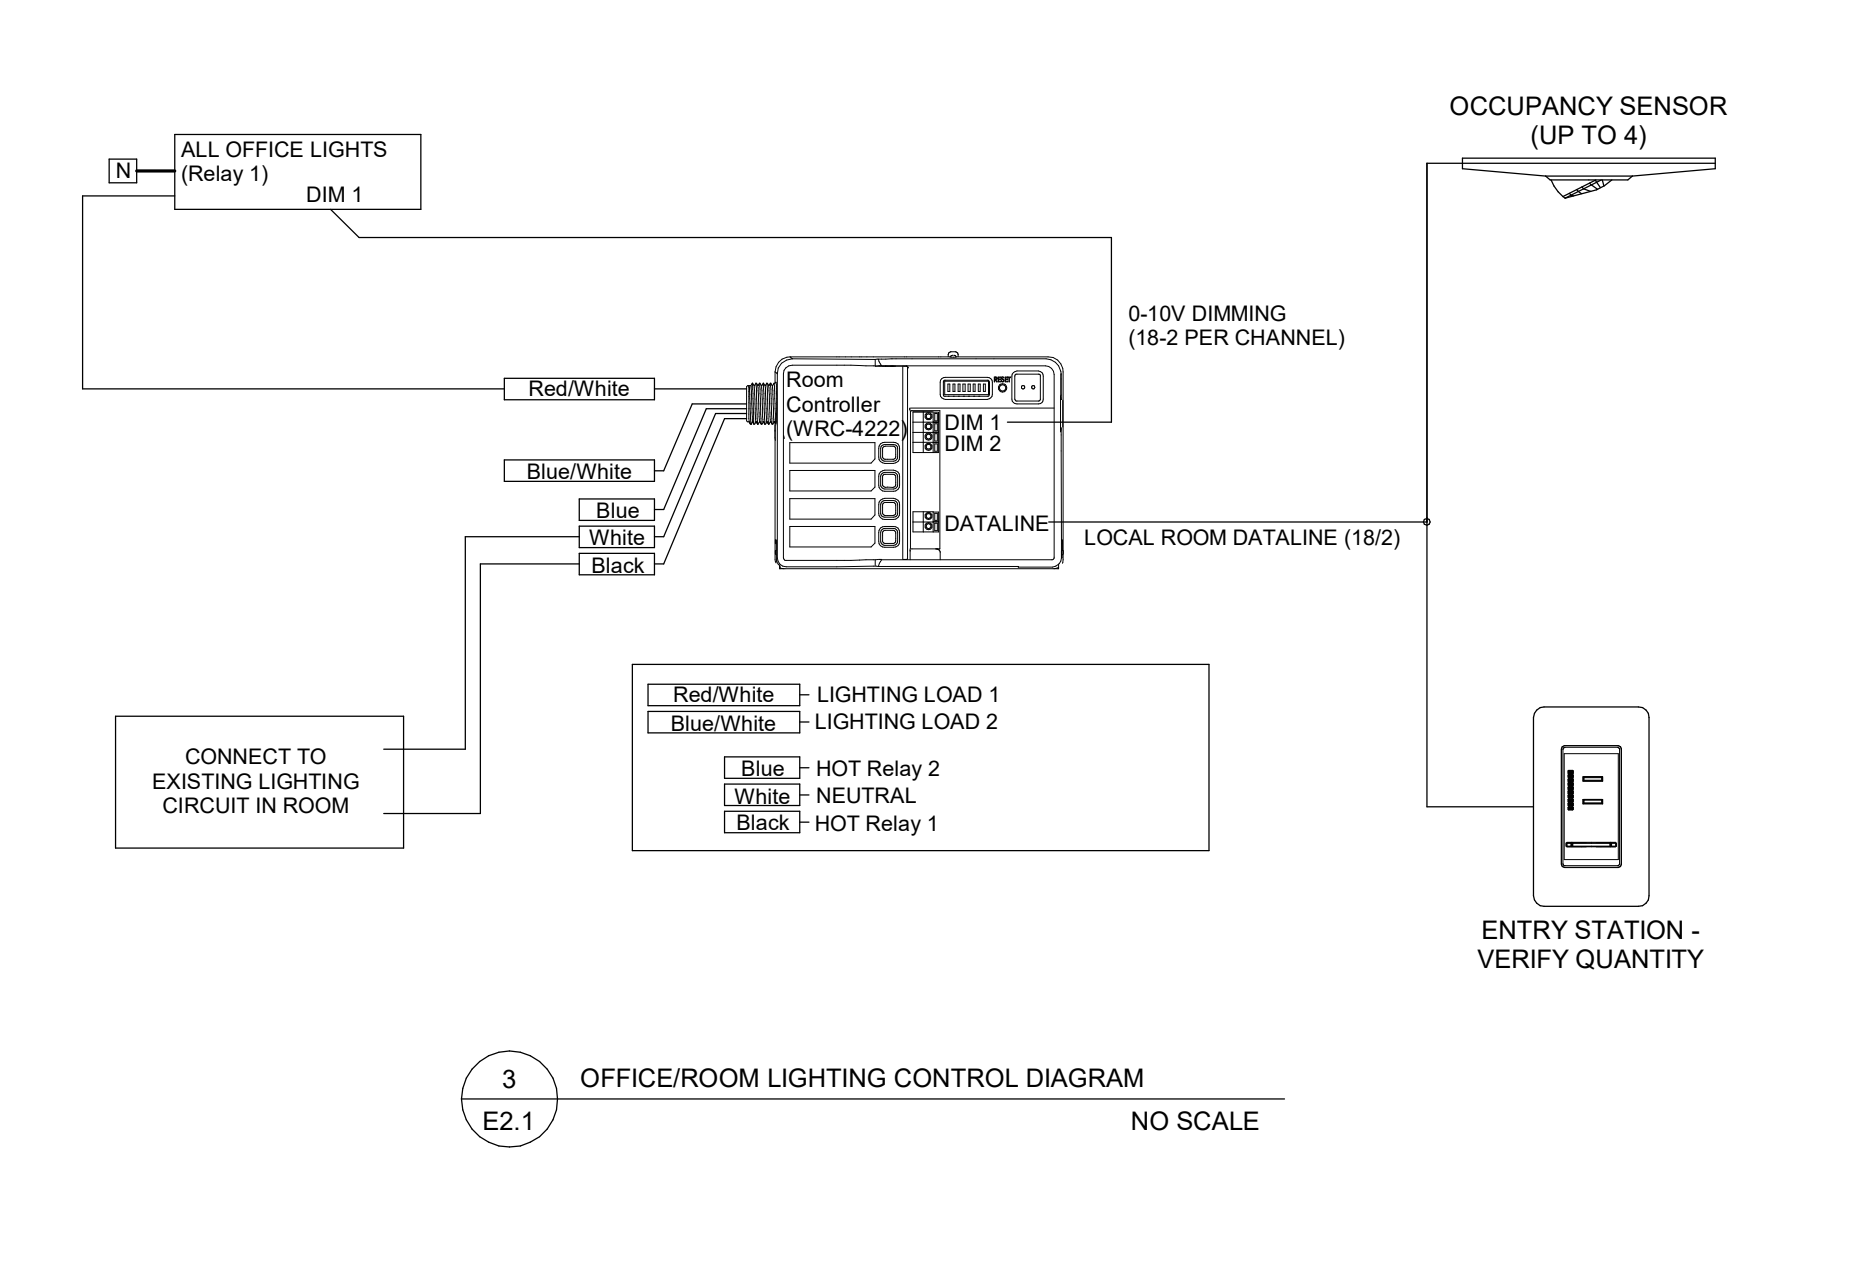 OCCUPANCY SENSOR
(UP TO 4)
ALL OFFICE LIGHTS
N
(Relay 1)
DIM 1
0-10V DIMMING
(18-2 PER CHANNEL)
Red/White
Room
Controller
(WRC-4222)
RESET
DIM 1
DIM 2
Blue/White
Blue
White
Black
DATALINE
LOCAL ROOM DATALINE (18/2)
CONNECT TO
EXISTING LIGHTING
CIRCUIT IN ROOM
Red/White LIGHTING LOAD 1
Blue/White LIGHTING LOAD 2
Blue HOT Relay 2
White NEUTRAL
Black HOT Relay 1
ENTRY STATION -
VERIFY QUANTITY
3
OFFICE/ROOM LIGHTING CONTROL DIAGRAM
E2.1
NO SCALE